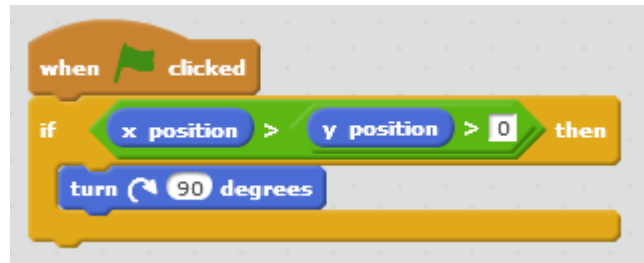 when clicked
if x position > y position > 0 then
turn 90 degrees